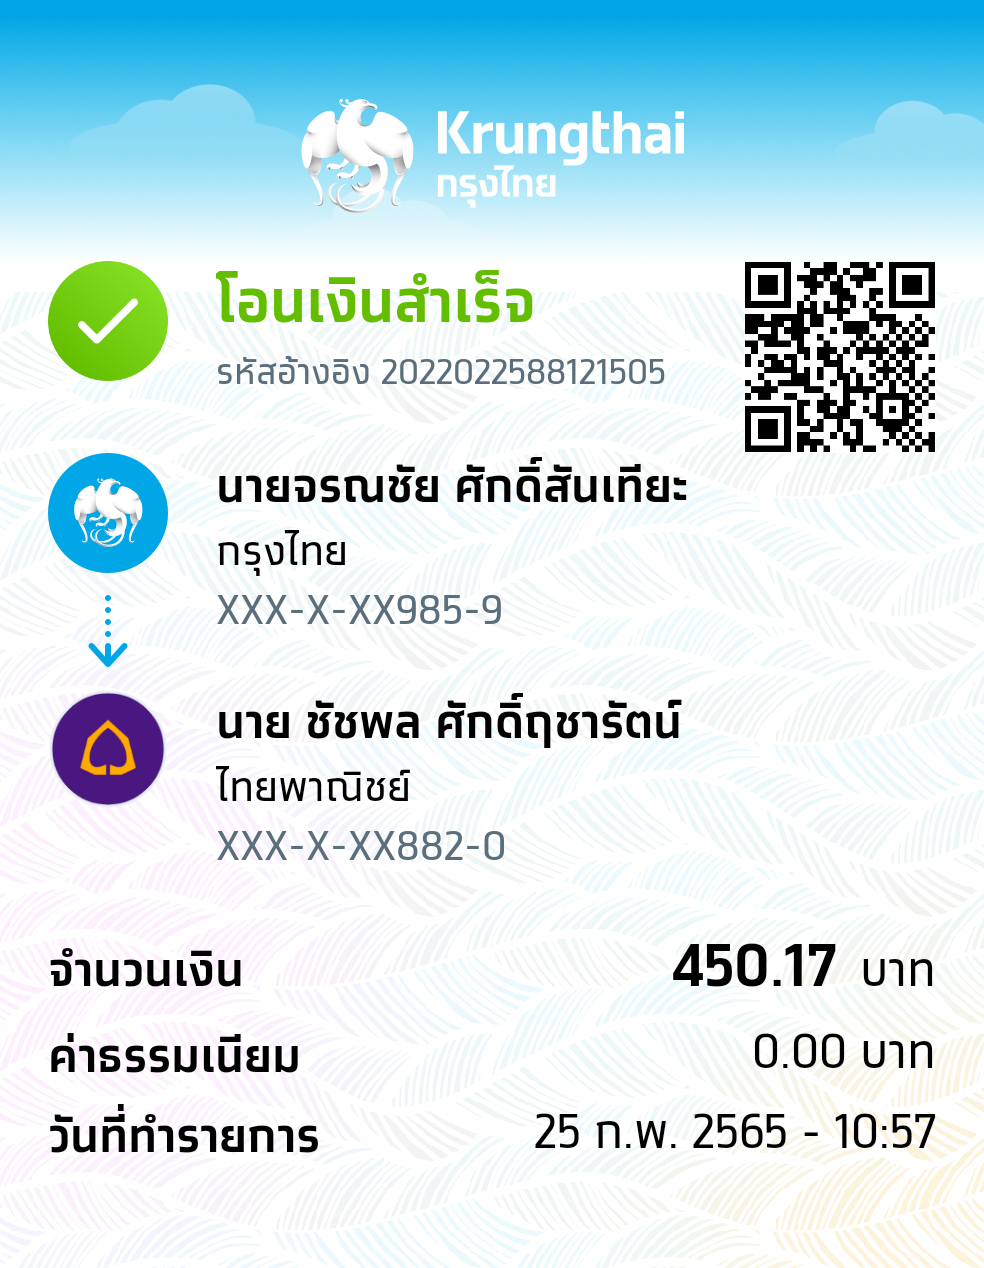 Krungthai
กรุงไทย
โอนเงินสำเร็จ
รหัสอ้างอิง 2022022588121505
นายจรณชัย ศักดิ์สันเทียะ
กรุงไทย
XXX-X-XX985-9
นาย ชัชพล ศักดิ์ฤชารัตน์
ไทยพาณิชย์
XXX-X-XX882-0
จำนวนเงิน 450.17 บาท
ค่าธรรมเนียม 0.00 บาท
วันที่ทำรายการ 25 ก.พ. 2565 - 10:57